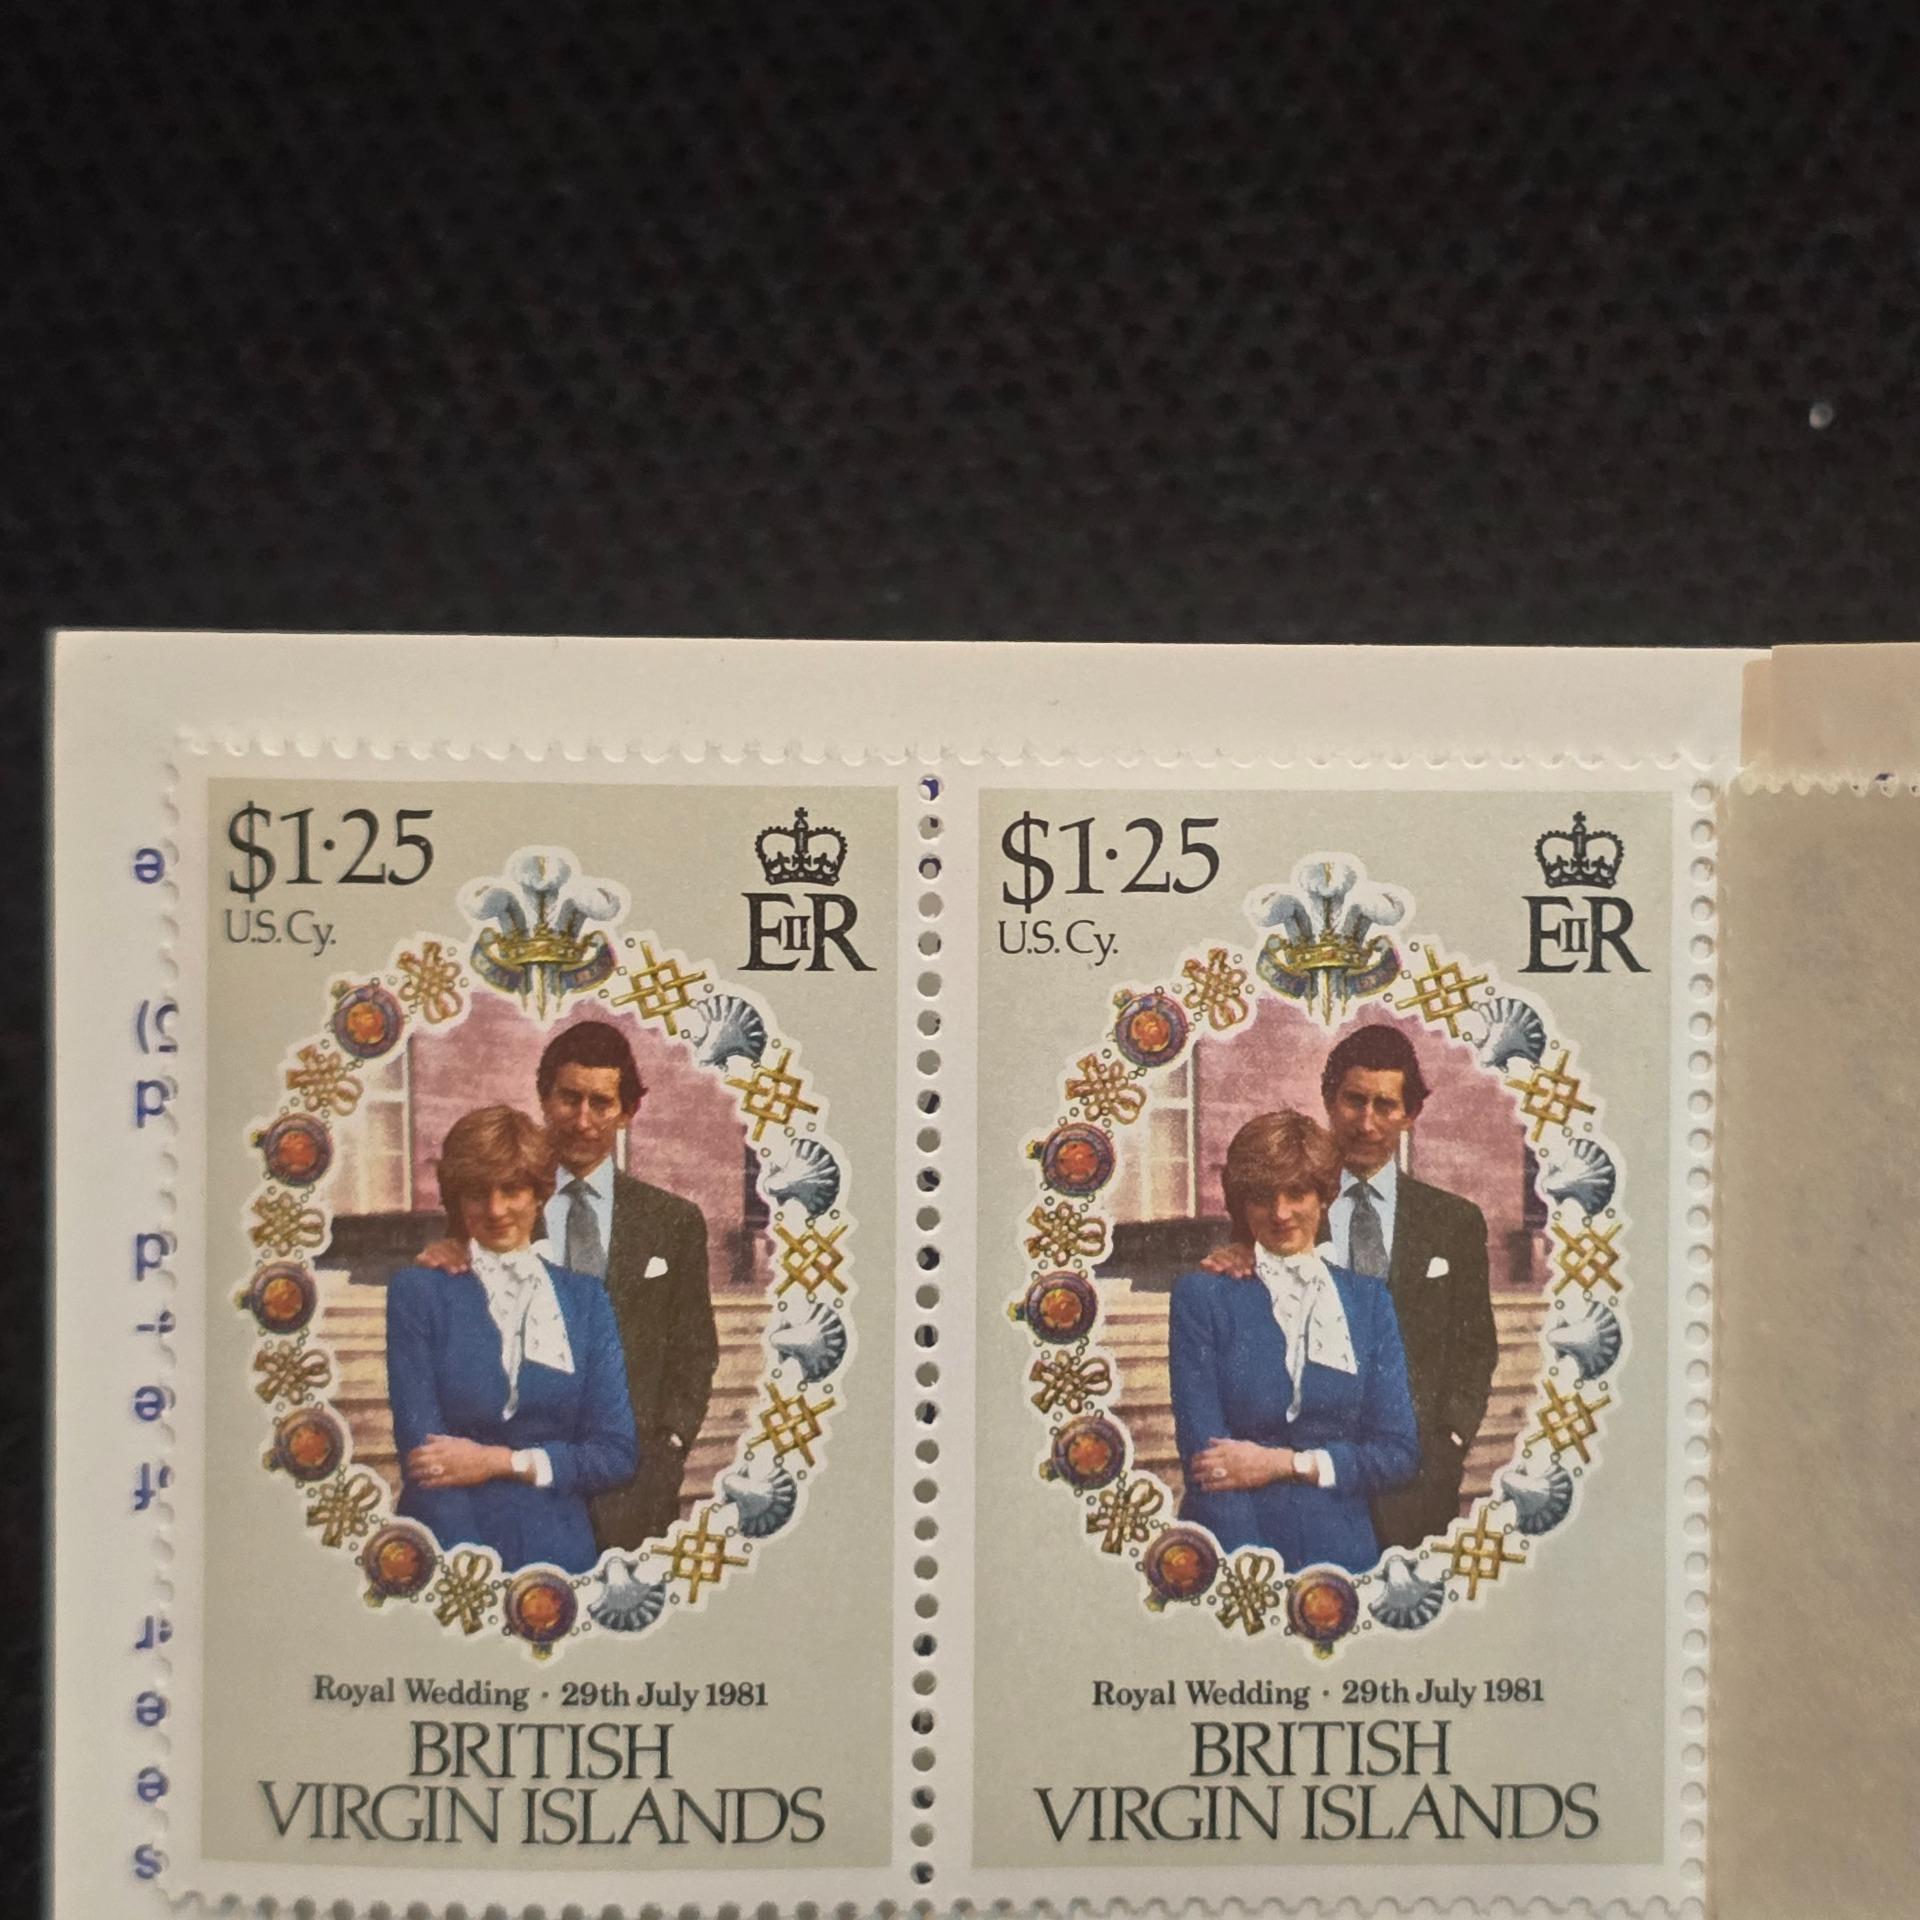 $1·25
U.S.Cy.
EIIR
Royal Wedding · 29th July 1981
BRITISH
VIRGIN ISLANDS
$1·25
U.S.Cy.
EIIR
Royal Wedding · 29th July 1981
BRITISH
VIRGIN ISLANDS